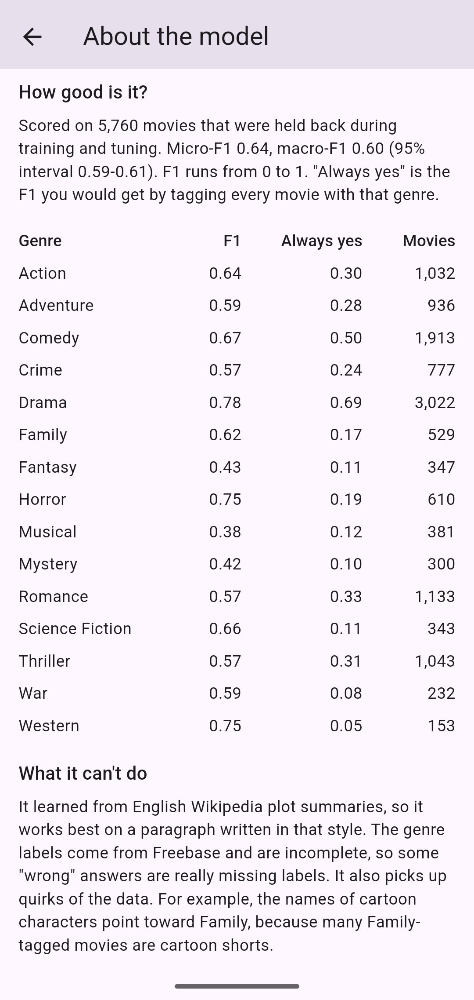 About the model
How good is it?
Scored on 5,760 movies that were held back during
training and tuning. Micro-F1 0.64, macro-F1 0.60 (95%
interval 0.59-0.61). F1 runs from 0 to 1. "Always yes" is the
F1 you would get by tagging every movie with that genre.
Genre F1 Always yes Movies
Action 0.64 0.30 1,032
Adventure 0.59 0.28 936
Comedy 0.67 0.50 1,913
Crime 0.57 0.24 777
Drama 0.78 0.69 3,022
Family 0.62 0.17 529
Fantasy 0.43 0.11 347
Horror 0.75 0.19 610
Musical 0.38 0.12 381
Mystery 0.42 0.10 300
Romance 0.57 0.33 1,133
Science Fiction 0.66 0.11 343
Thriller 0.57 0.31 1,043
War 0.59 0.08 232
Western 0.75 0.05 153
What it can't do
It learned from English Wikipedia plot summaries, so it
works best on a paragraph written in that style. The genre
labels come from Freebase and are incomplete, so some
"wrong" answers are really missing labels. It also picks up
quirks of the data. For example, the names of cartoon
characters point toward Family, because many Family-
tagged movies are cartoon shorts.